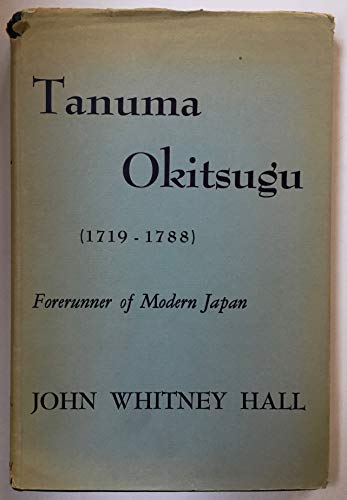 Tanuma
Okitsugu
(1719 - 1788)
Forerunner of Modern Japan
JOHN WHITNEY HALL